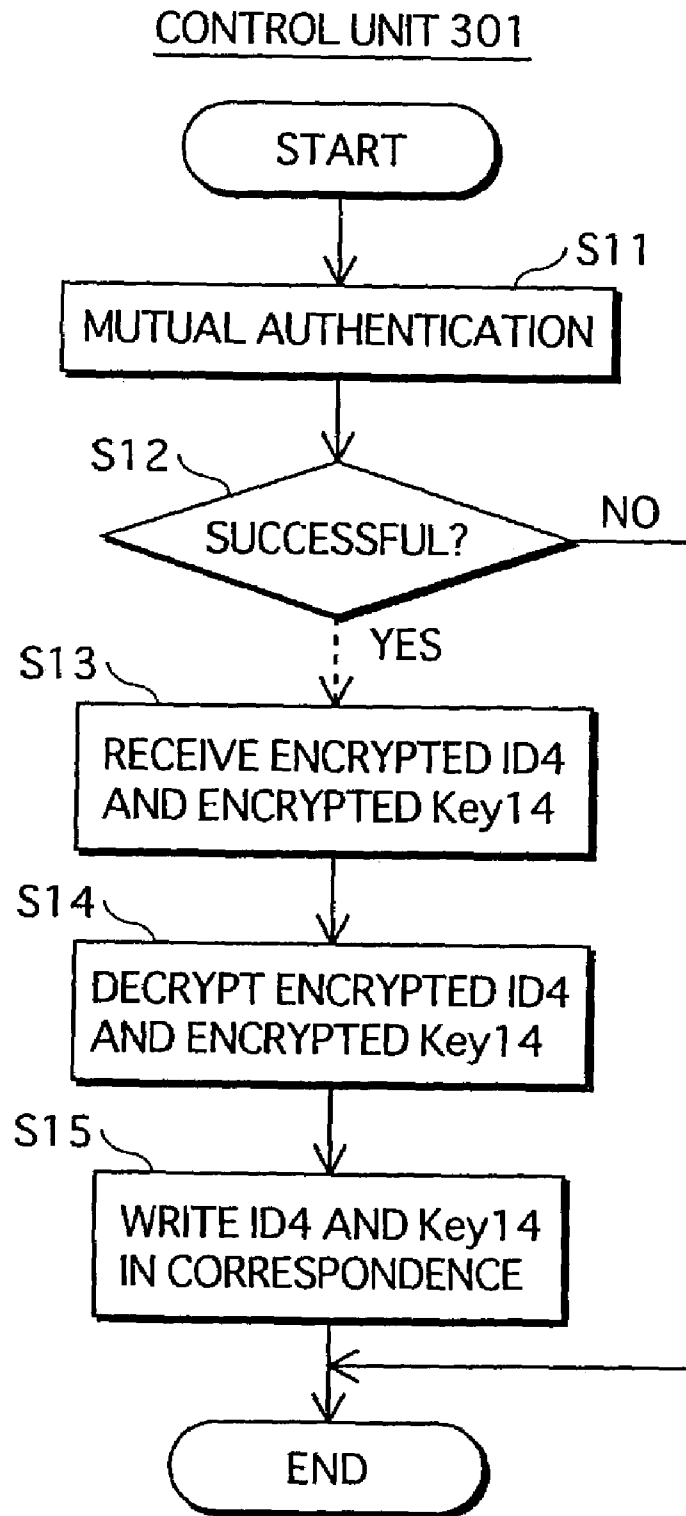 CONTROL UNIT 301
START
S11
MUTUAL AUTHENTICATION
S12
SUCCESSFUL?
NO
YES
S13
RECEIVE ENCRYPTED ID4
AND ENCRYPTED Key14
S14
DECRYPT ENCRYPTED ID4
AND ENCRYPTED Key14
S15
WRITE ID4 AND Key14
IN CORRESPONDENCE
END